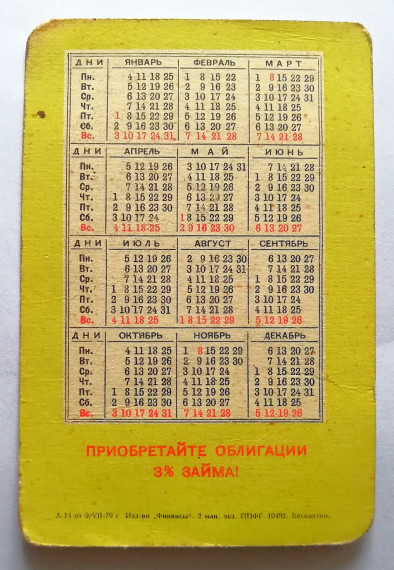 ДНИ ЯНВАРЬ ФЕВРАЛЬ МАРТ
Пн. 4 11 18 25 1 8 15 22 1 8 15 22 29
Вт. 5 12 19 26 2 9 16 23 2 9 16 23 30
Ср. 6 13 20 27 3 10 17 24 3 10 17 24 31
Чт. 7 14 21 28 4 11 18 25 4 11 18 25
Пт. 1 8 15 22 29 5 12 19 26 5 12 19 26
Сб. 2 9 16 23 30 6 13 20 27 6 13 20 27
Вс. 3 10 17 24 31 7 14 21 28 7 14 21 28
ДНИ АПРЕЛЬ МАЙ ИЮНЬ
Пн. 5 12 19 26 3 10 17 24 31 7 14 21 28
Вт. 6 13 20 27 4 11 18 25 1 8 15 22 29
Ср. 7 14 21 28 5 12 19 26 2 9 16 23 30
Чт. 1 8 15 22 29 6 13 20 27 3 10 17 24
Пт. 2 9 16 23 30 7 14 21 28 4 11 18 25
Сб. 3 10 17 24 1 8 15 22 29 5 12 19 26
Вс. 4 11 18 25 2 9 16 23 30 6 13 20 27
ДНИ ИЮЛЬ АВГУСТ СЕНТЯБРЬ
Пн. 5 12 19 26 2 9 16 23 30 6 13 20 27
Вт. 6 13 20 27 3 10 17 24 31 7 14 21 28
Ср. 7 14 21 28 4 11 18 25 1 8 15 22 29
Чт. 1 8 15 22 29 5 12 19 26 2 9 16 23 30
Пт. 2 9 16 23 30 6 13 20 27 3 10 17 24
Сб. 3 10 17 24 31 7 14 21 28 4 11 18 25
Вс. 4 11 18 25 1 8 15 22 29 5 12 19 26
ДНИ ОКТЯБРЬ НОЯБРЬ ДЕКАБРЬ
Пн. 4 11 18 25 1 8 15 22 29 6 13 20 27
Вт. 5 12 19 26 2 9 16 23 30 7 14 21 28
Ср. 6 13 20 27 3 10 17 24 1 8 15 22 29
Чт. 7 14 21 28 4 11 18 25 2 9 16 23 30
Пт. 1 8 15 22 29 5 12 19 26 3 10 17 24 31
Сб. 2 9 16 23 30 6 13 20 27 4 11 18 25
Вс. 3 10 17 24 31 7 14 21 28 5 12 19 26
ПРИОБРЕТАЙТЕ ОБЛИГАЦИИ
3% ЗАЙМА!
А 14 от 9/VII-70 г. Изд-во „Финансы". 2 млн. экз. ППФГ. 10492. Бесплатно.